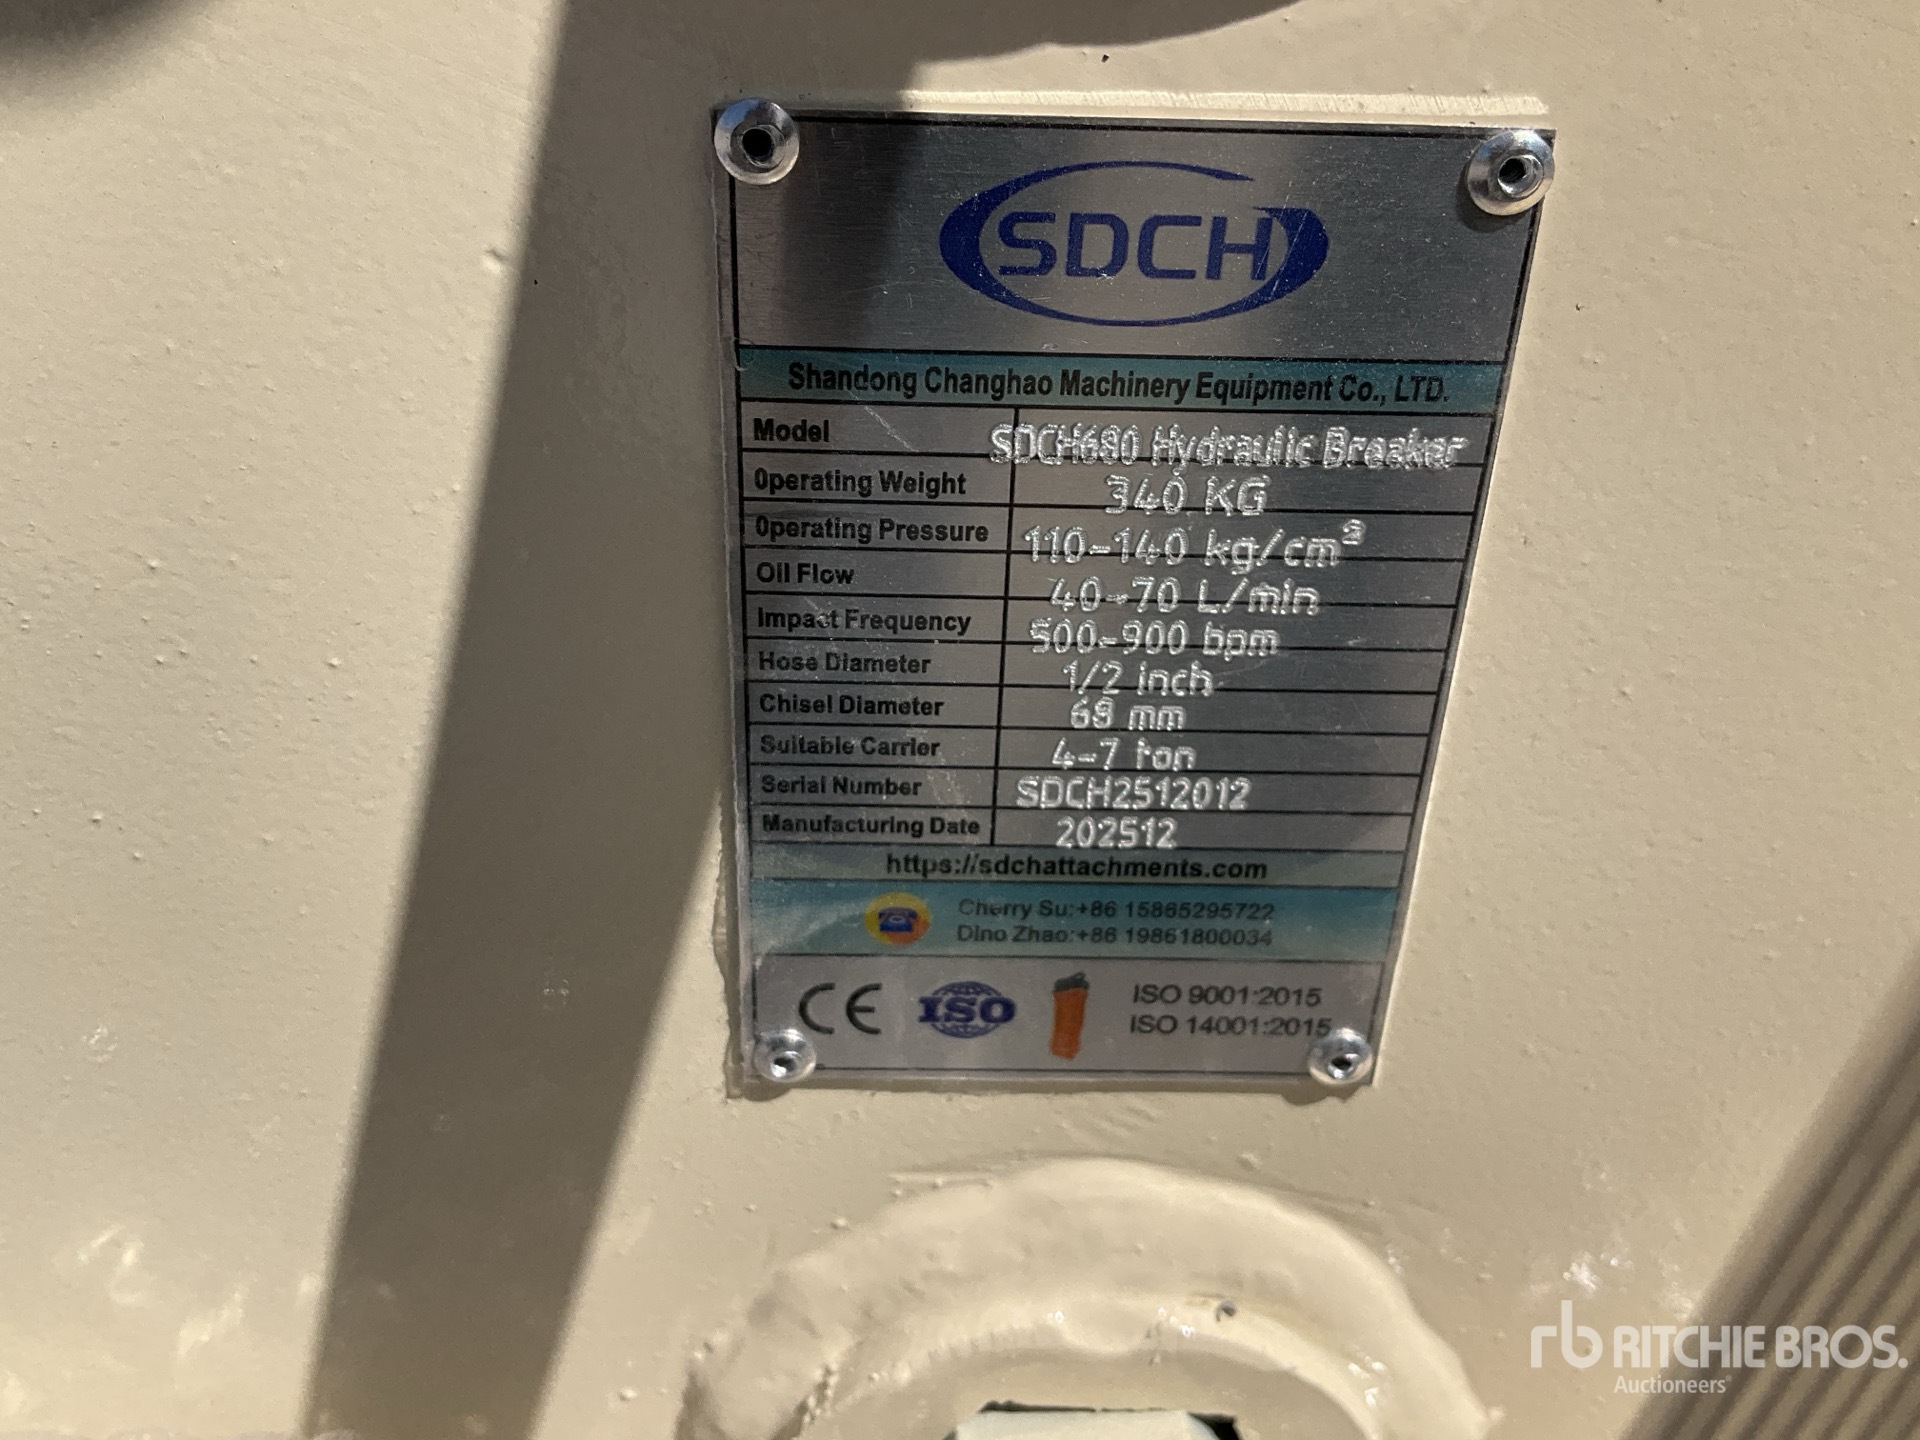 SDCH
Shandong Changhao Machinery Equipment Co., LTD.
Model SDCH680 Hydraulic Breaker
Operating Weight 340 KG
Operating Pressure 110-140 kg/cm²
Oil Flow 40-70 L/min
Impact Frequency 500-900 bpm
Hose Diameter 1/2 inch
Chisel Diameter 68 mm
Suitable Carrier 4-7 ton
Serial Number SDCH2512012
Manufacturing Date 202512
https://sdchattachments.com
Cherry Su:+86 15865295722
Dino Zhao:+86 19861800034
CE ISO ISO 9001:2015
ISO 14001:2015
rb RITCHIE BROS.
Auctioneers